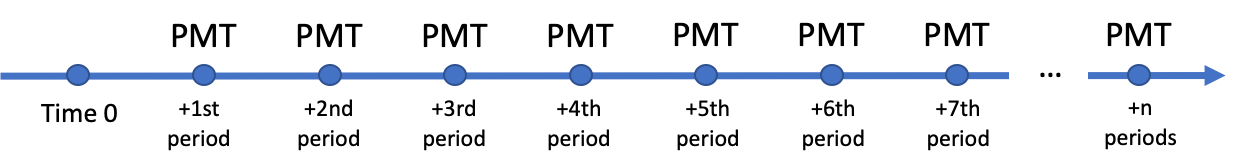 PMT PMT PMT PMT PMT PMT PMT PMT
...
Time 0 +1st +2nd +3rd +4th +5th +6th +7th +n
period period period period period period period periods